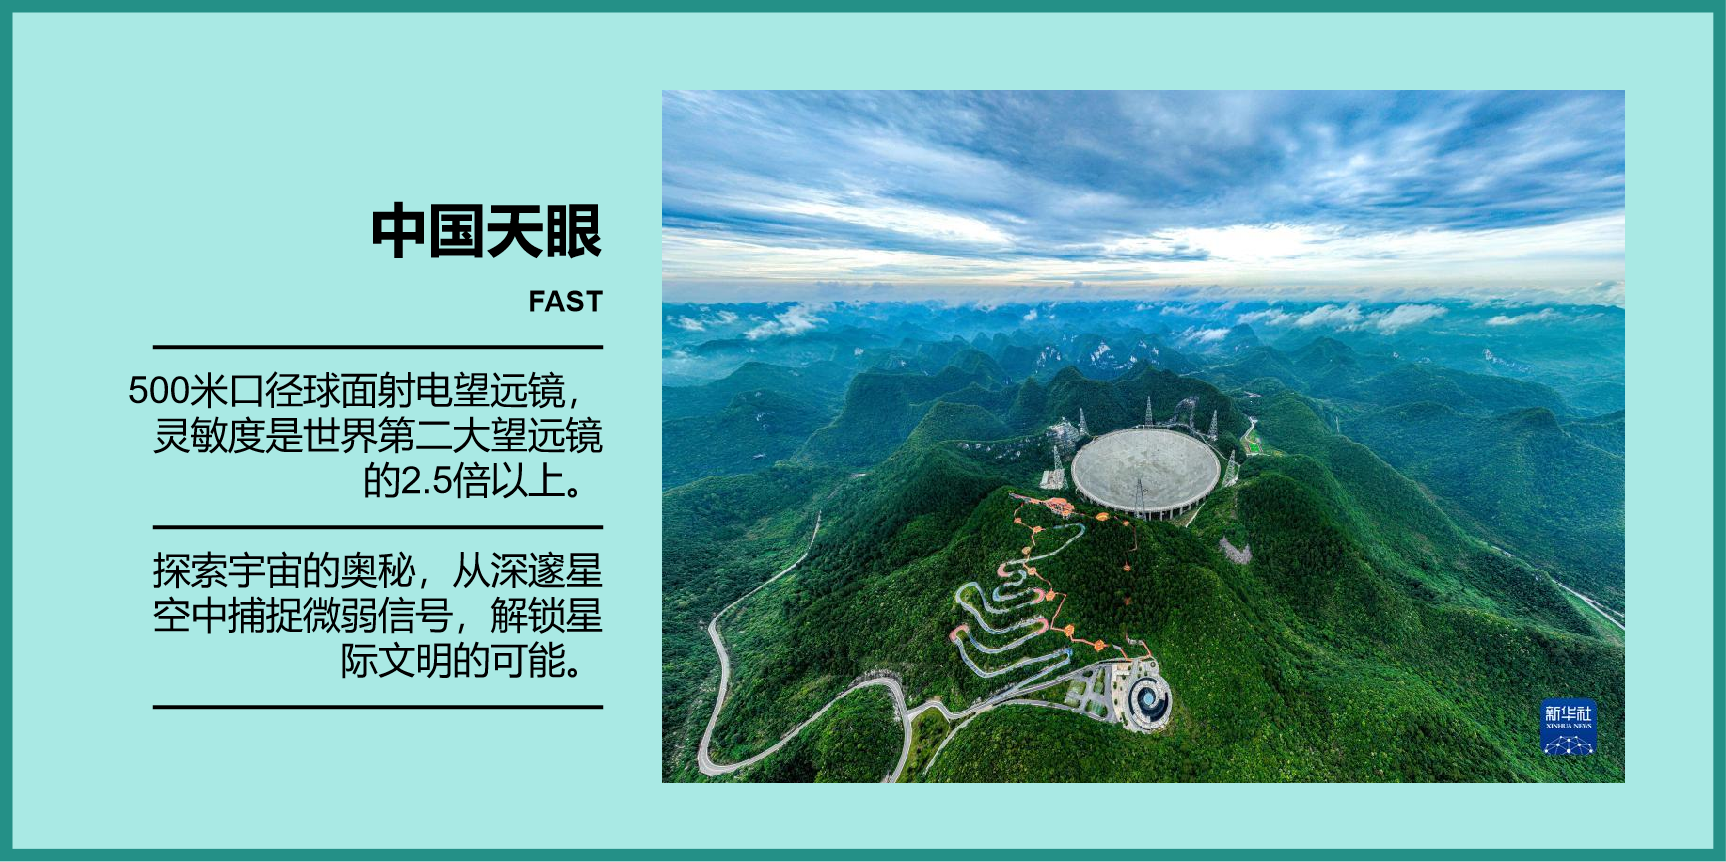 中国天眼
FAST
500米口径球面射电望远镜，
灵敏度是世界第二大望远镜
的2.5倍以上。
探索宇宙的奥秘，从深邃星
空中捕捉微弱信号，解锁星
际文明的可能。
新华社
XINHUA NEWS